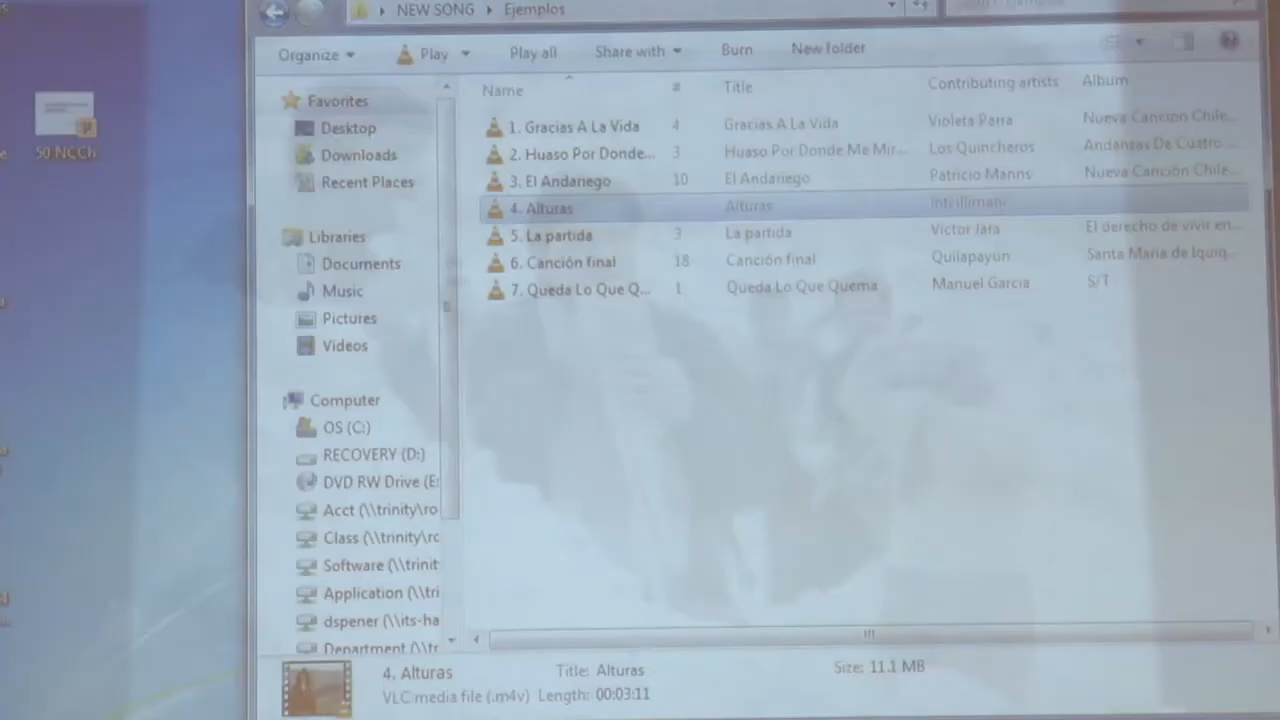 NEW SONG ▸ Ejemplos
Organize Play Play all Share with Burn New folder
Name # Title Contributing artists Album
1. Gracias A La Vida 4 Gracias A La Vida Violeta Parra Nueva Canción Chile...
2. Huaso Por Donde... 3 Huaso Por Donde Me Mir... Los Quincheros Andanzas De Cuatro...
3. El Andariego 10 El Andariego Patricio Manns Nueva Canción Chile...
4. Alturas Alturas Inti illimani
5. La partida 3 La partida Victor Jara El derecho de vivir en...
6. Canción final 18 Canción final Quilapayun Santa Maria de Iquiq...
7. Queda Lo Que Q... 1 Queda Lo Que Quema Manuel Garcia S/T
50 NCCh
Favorites
Desktop
Downloads
Recent Places
Libraries
Documents
Music
Pictures
Videos
Computer
OS (C:)
RECOVERY (D:)
DVD RW Drive (E:
Acct (\\trinity\ro
Class (\\trinity\rc
Software (\\trinit
Application (\\tri
dspener (\\its-ha
Department (\\tr
4. Alturas Title: Alturas Size: 11.1 MB
VLC media file (.m4v) Length: 00:03:11